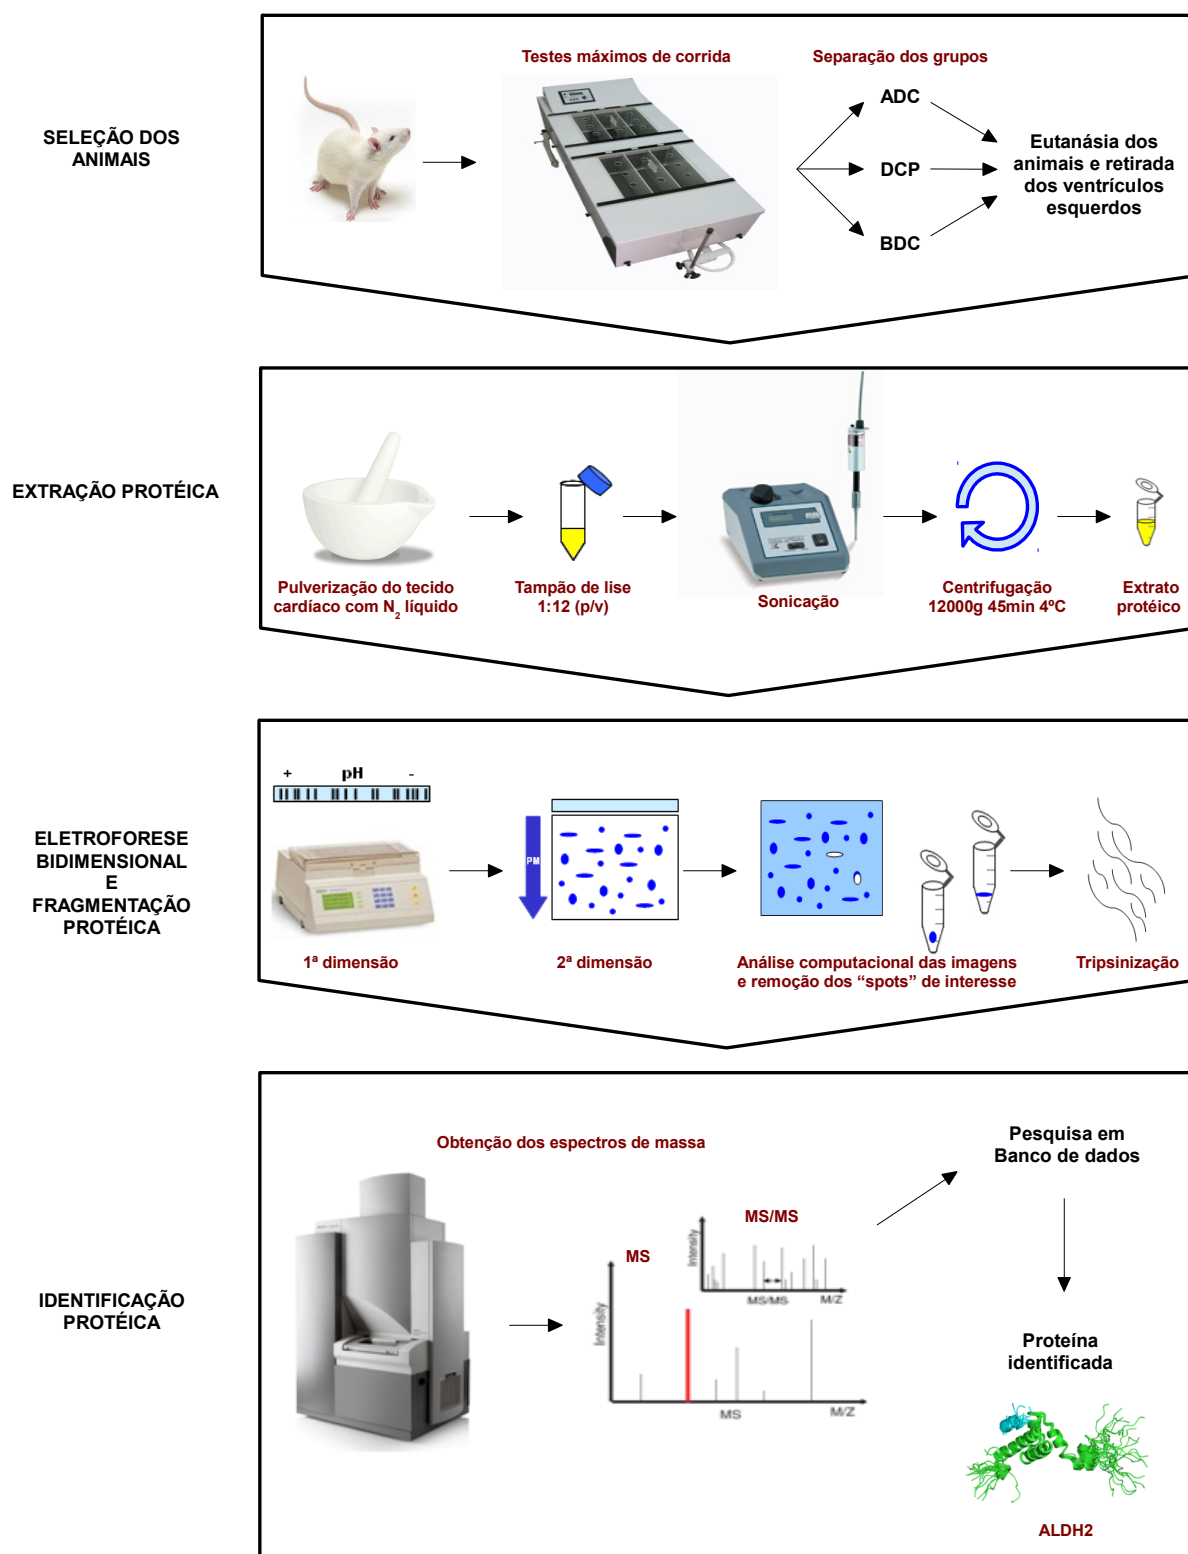 SELEÇÃO DOS
ANIMAIS
Testes máximos de corrida
Separação dos grupos
ADC
DCP
BDC
Eutanásia dos
animais e retirada
dos ventrículos
esquerdos
EXTRAÇÃO PROTÉICA
Pulverização do tecido
cardíaco com N2 líquido
Tampão de lise
1:12 (p/v)
Sonicação
Centrifugação
12000g 45min 4ºC
Extrato
protéico
ELETROFORESE
BIDIMENSIONAL
E
FRAGMENTAÇÃO
PROTÉICA
+ pH -
1ª dimensão
PM
2ª dimensão
Análise computacional das imagens
e remoção dos “spots” de interesse
Tripsinização
IDENTIFICAÇÃO
PROTÉICA
Obtenção dos espectros de massa
MS
Intensity
MS
M/Z
MS/MS
Intensity
MS/MS
M/Z
Pesquisa em
Banco de dados
Proteína
identificada
ALDH2